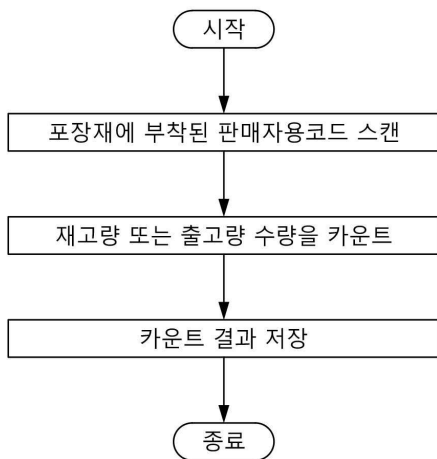 시작
포장재에 부착된 판매자용코드 스캔
재고량 또는 출고량 수량을 카운트
카운트 결과 저장
종료